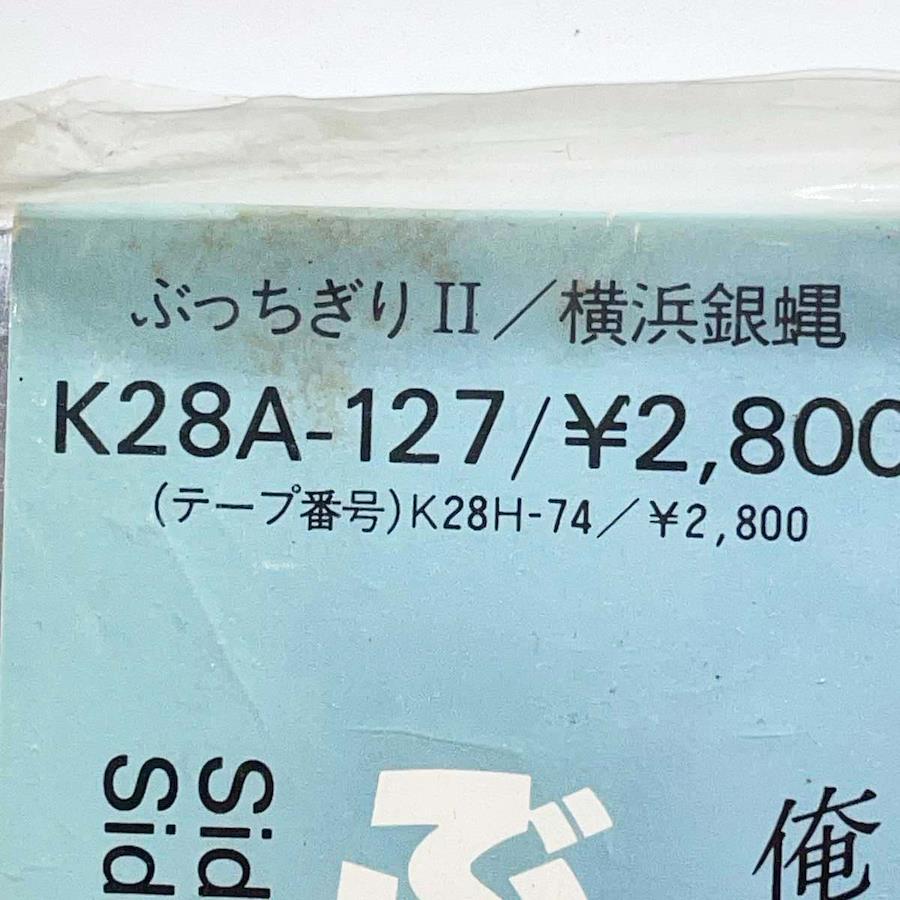 ぶっちぎりII／横浜銀蝿
K28A-127/¥2,800
(テープ番号)K28H-74／¥2,800
Sid
Sid
ぶ
俺